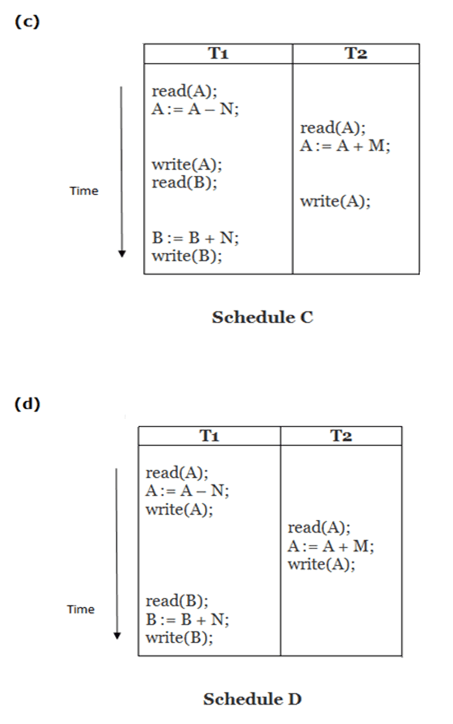 (c)
T1 T2
read(A);
A := A – N;
read(A);
A := A + M;
write(A);
read(B);
Time
write(A);
B := B + N;
write(B);
Schedule C
(d)
T1 T2
read(A);
A := A – N;
write(A);
read(A);
A := A + M;
write(A);
read(B);
Time
B := B + N;
write(B);
Schedule D